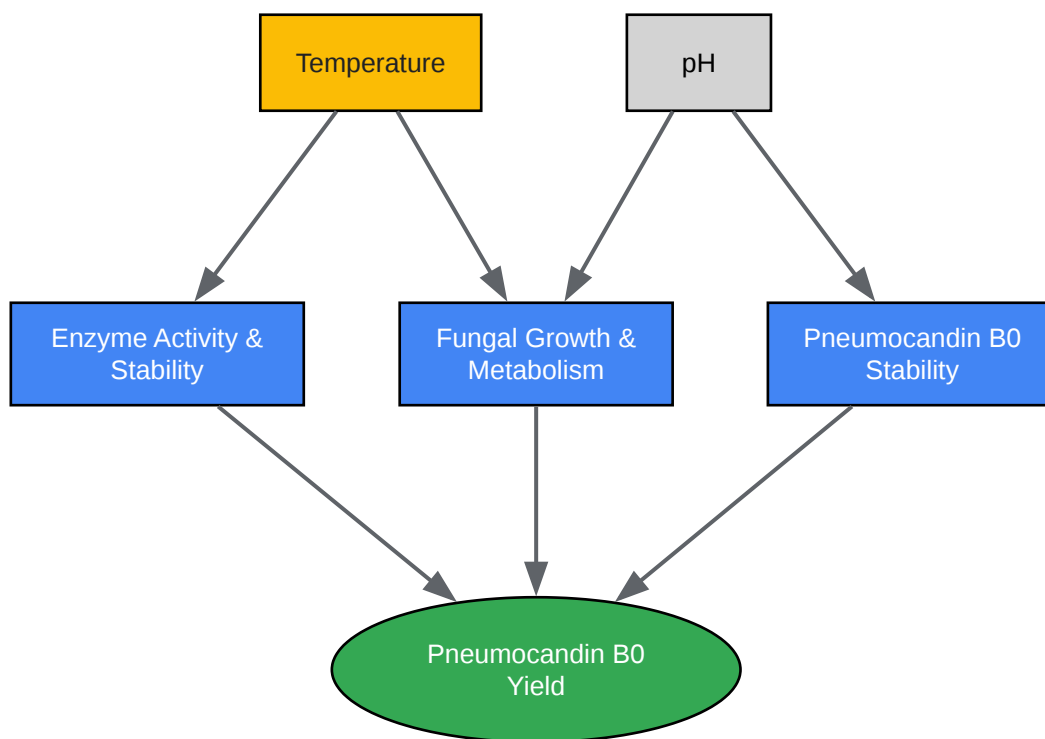 Temperature
pH
Enzyme Activity &
Stability
Fungal Growth &
Metabolism
Pneumocandin B0
Stability
Pneumocandin B0
Yield